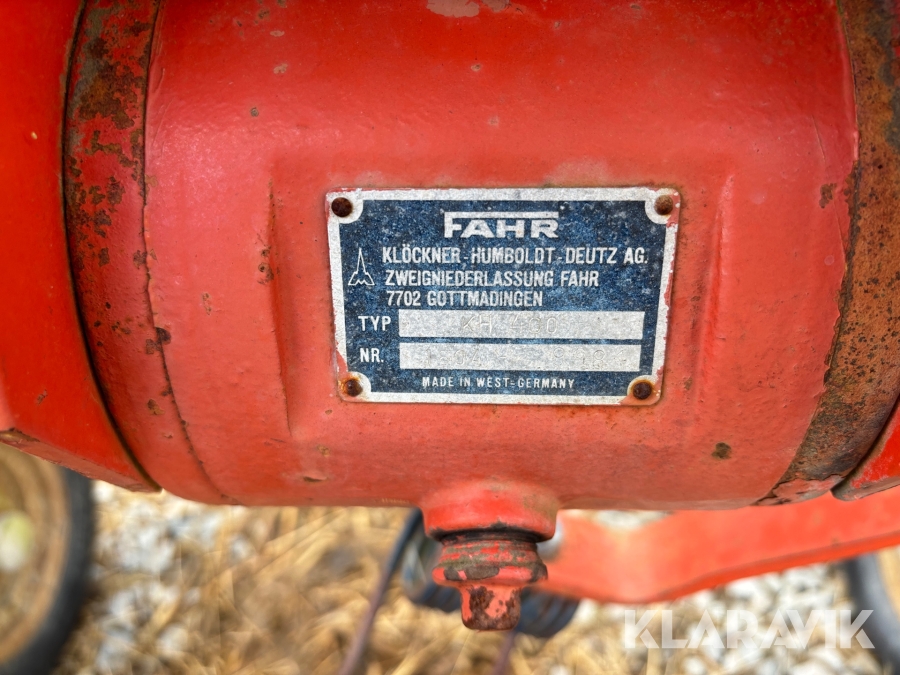 FAHR
KLÖCKNER-HUMBOLDT-DEUTZ AG.
ZWEIGNIEDERLASSUNG FAHR
7702 GOTTMADINGEN
TYP
NR.
MADE IN WEST-GERMANY
KLARAVIK